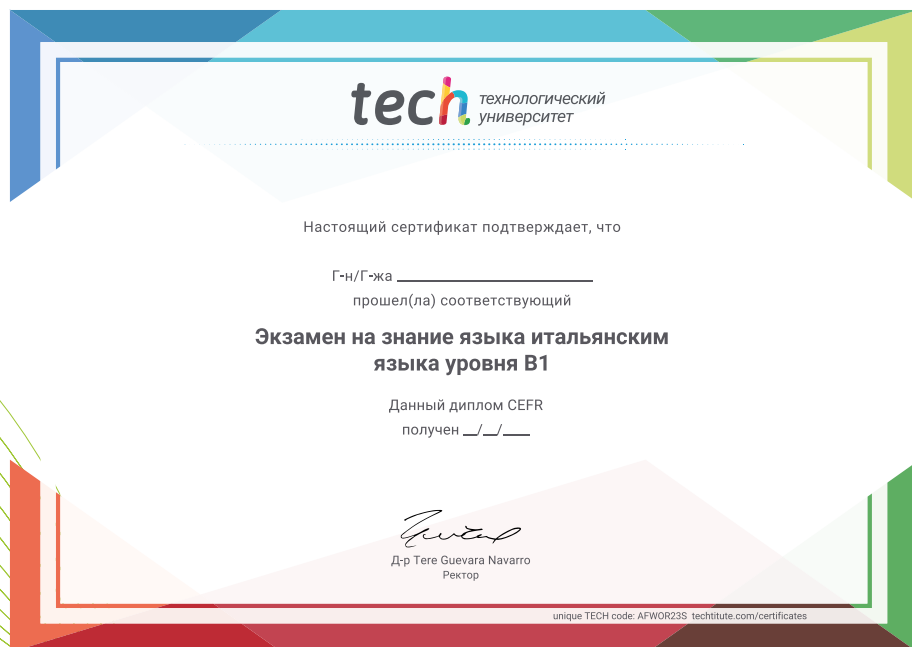 tech технологический
университет
Настоящий сертификат подтверждает, что
Г-н/Г-жа
прошел(ла) соответствующий
Экзамен на знание языка итальянским
языка уровня B1
Данный диплом CEFR
получен __/__/____
Д-р Tere Guevara Navarro
Ректор
unique TECH code: AFWOR23S techtitute.com/certificates